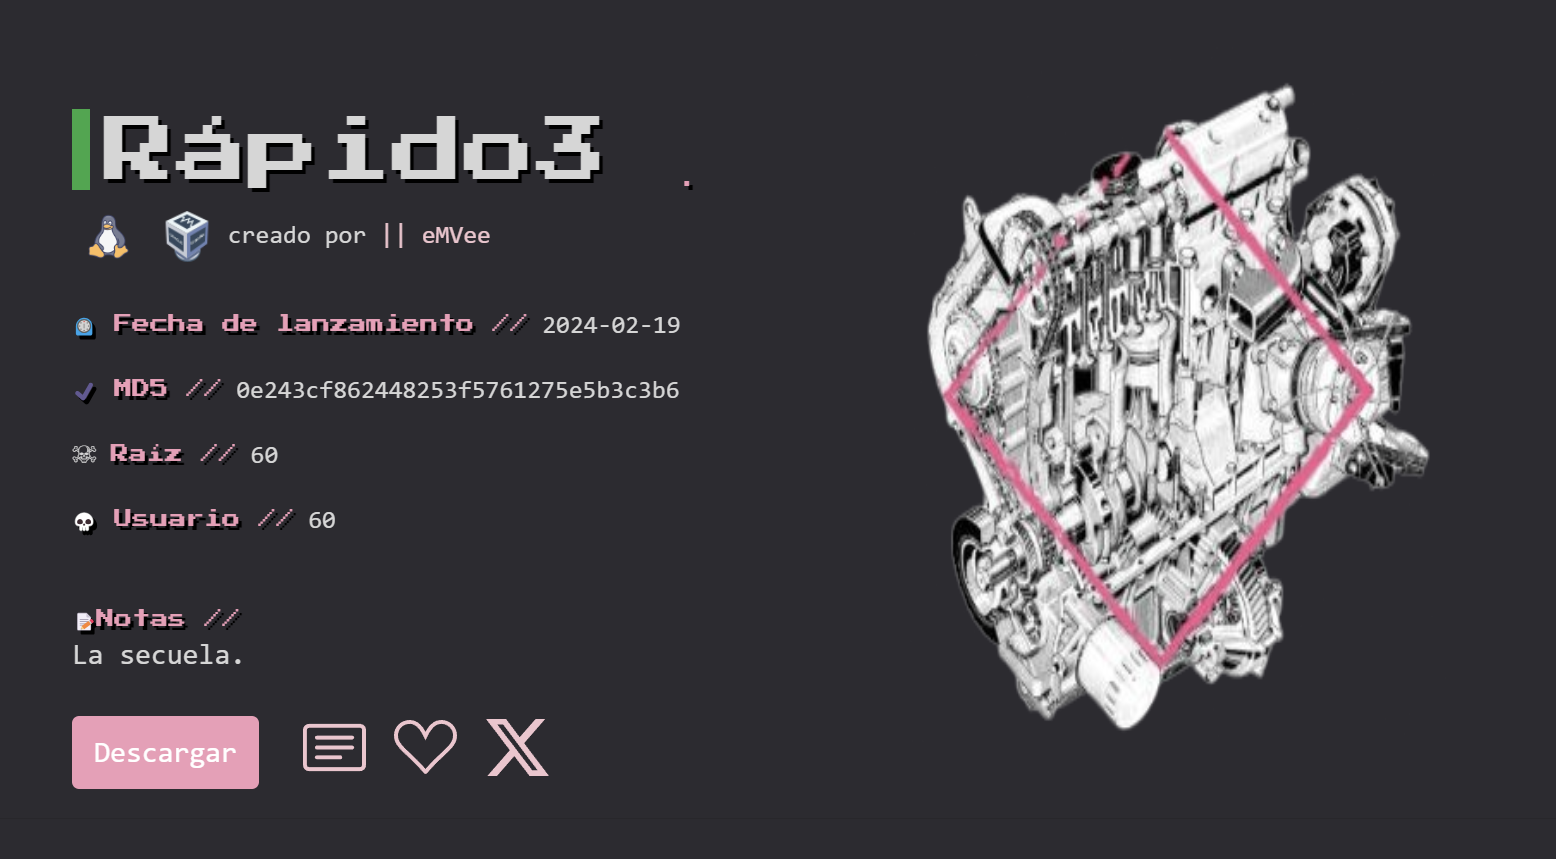 Rápido3 .
creado por || eMVee
Fecha de lanzamiento // 2024-02-19
MD5 // 0e243cf862448253f5761275e5b3c3b6
Raíz // 60
Usuario // 60
Notas //
La secuela.
Descargar